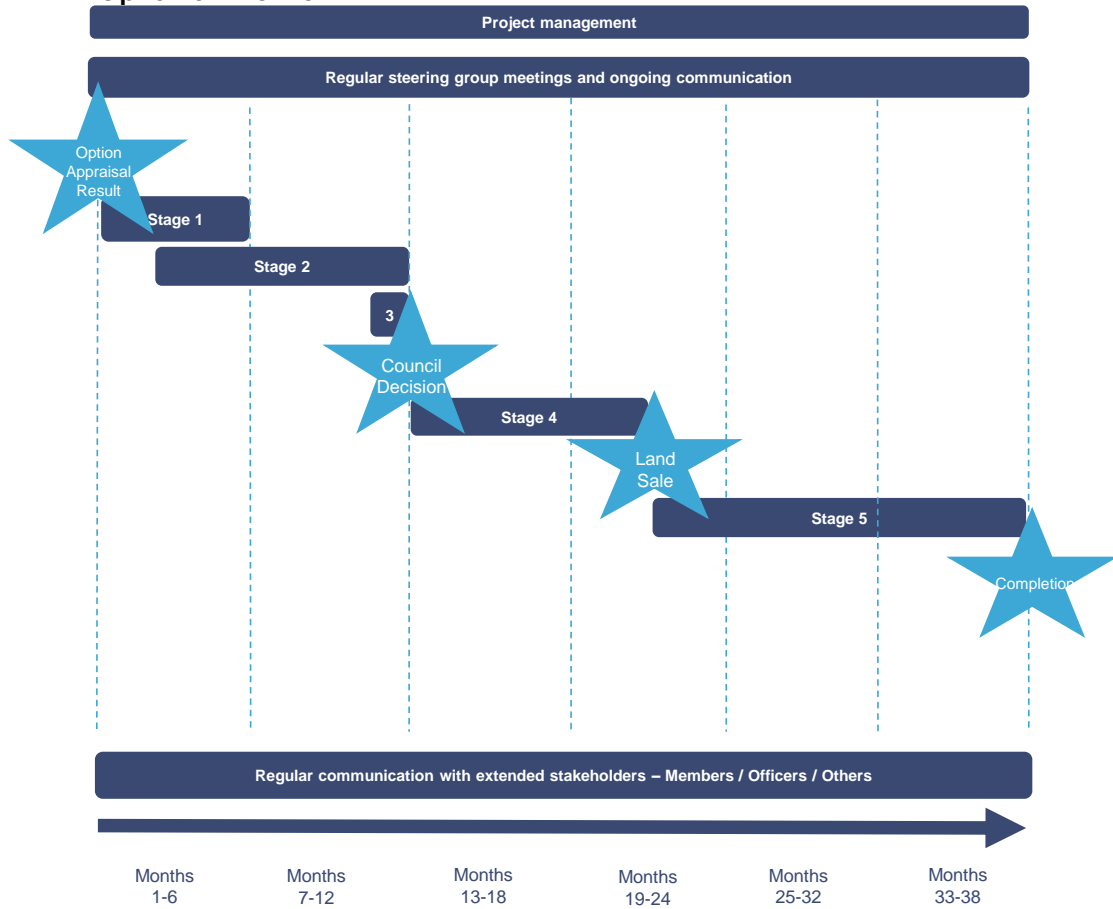 Project management
Regular steering group meetings and ongoing communication
Option
Appraisal
Result
Stage 1
Stage 2
3
Council
Decision
Stage 4
Land
Sale
Stage 5
Completion
Regular communication with extended stakeholders – Members / Officers / Others
Months
1-6
Months
7-12
Months
13-18
Months
19-24
Months
25-32
Months
33-38